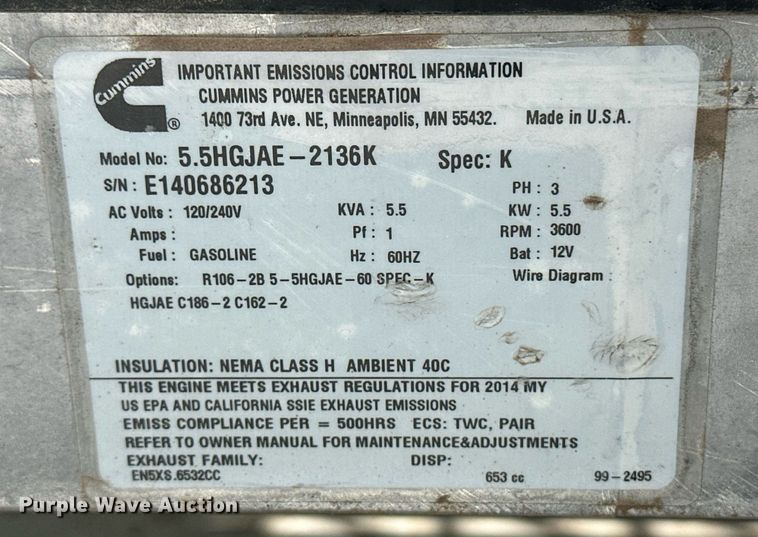 Cummins
®
IMPORTANT EMISSIONS CONTROL INFORMATION
CUMMINS POWER GENERATION
1400 73rd Ave. NE, Minneapolis, MN 55432. Made in U.S.A.
Model No: 5.5HGJAE-2136K Spec: K
S/N : E140686213 PH : 3
AC Volts : 120/240V KVA : 5.5 KW : 5.5
Amps : Pf : 1 RPM : 3600
Fuel : GASOLINE Hz : 60HZ Bat : 12V
Options: R106-2B 5-5HGJAE-60 SPEC-K Wire Diagram :
HGJAE C186-2 C162-2
INSULATION: NEMA CLASS H AMBIENT 40C
THIS ENGINE MEETS EXHAUST REGULATIONS FOR 2014 MY
US EPA AND CALIFORNIA SSIE EXHAUST EMISSIONS
EMISS COMPLIANCE PER = 500HRS ECS: TWC, PAIR
REFER TO OWNER MANUAL FOR MAINTENANCE&ADJUSTMENTS
EXHAUST FAMILY: DISP:
EN5XS.6532CC 653 cc 99-2495
Purple Wave Auction